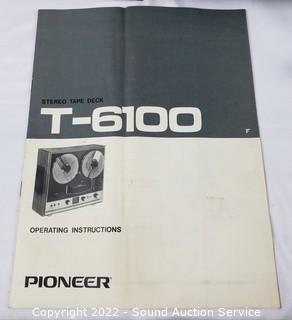 STEREO TAPE DECK
T-6100
F
OPERATING INSTRUCTIONS
PIONEER
Copyright 2022 - Sound Auction Service